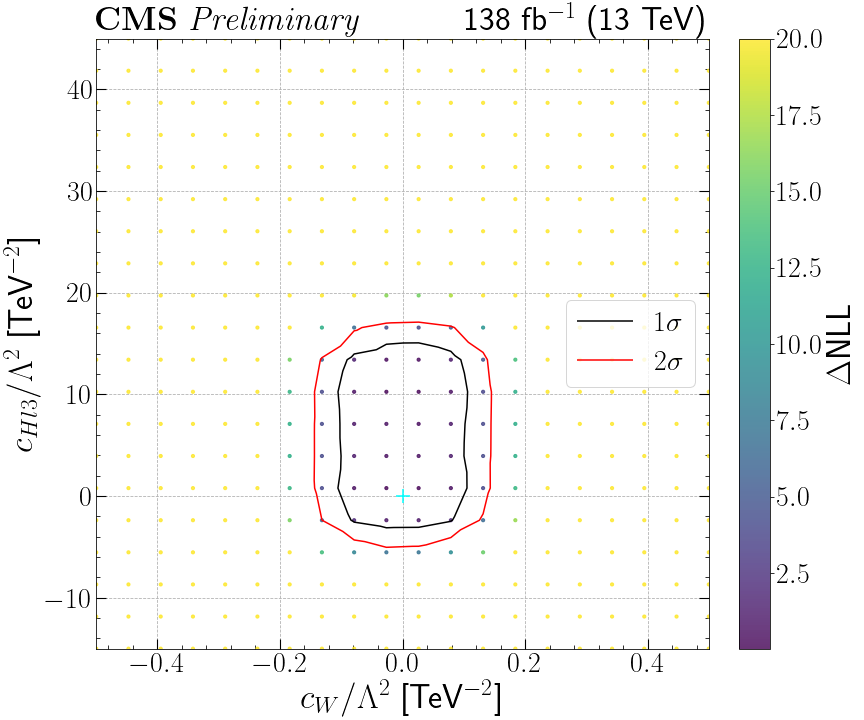 CMS Preliminary 138 fb⁻¹ (13 TeV)
c_{Hl3}/Λ² [TeV⁻²]
40
30
20
10
0
−10
−0.4 −0.2 0.0 0.2 0.4
c_W/Λ² [TeV⁻²]
1σ
2σ
20.0
17.5
15.0
12.5
10.0
7.5
5.0
2.5
ΔNLL